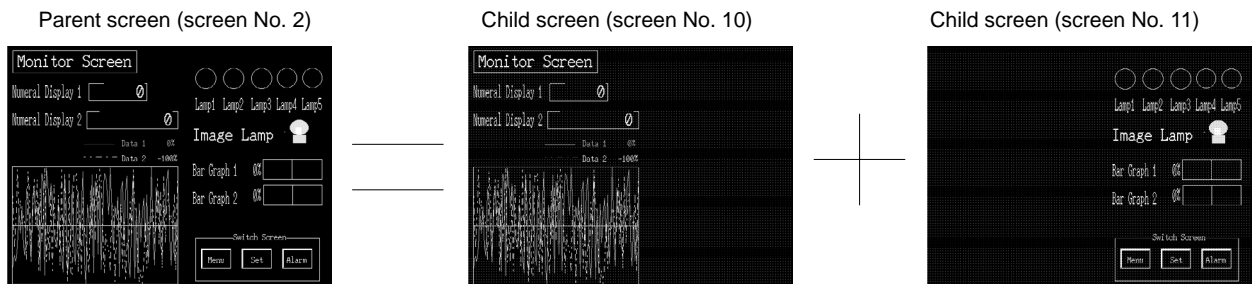 Parent screen (screen No. 2)
Child screen (screen No. 10)
Child screen (screen No. 11)
Monitor Screen
Numeral Display 1 0
Numeral Display 2 0
Data 1 0%
Data 2 -100%
Lamp1 Lamp2 Lamp3 Lamp4 Lamp5
Image Lamp
Bar Graph 1 0%
Bar Graph 2 0%
Switch Screen
Menu Set Alarm
Monitor Screen
Numeral Display 1 0
Numeral Display 2 0
Data 1 0%
Data 2 -100%
Lamp1 Lamp2 Lamp3 Lamp4 Lamp5
Image Lamp
Bar Graph 1 0%
Bar Graph 2 0%
Switch Screen
Menu Set Alarm